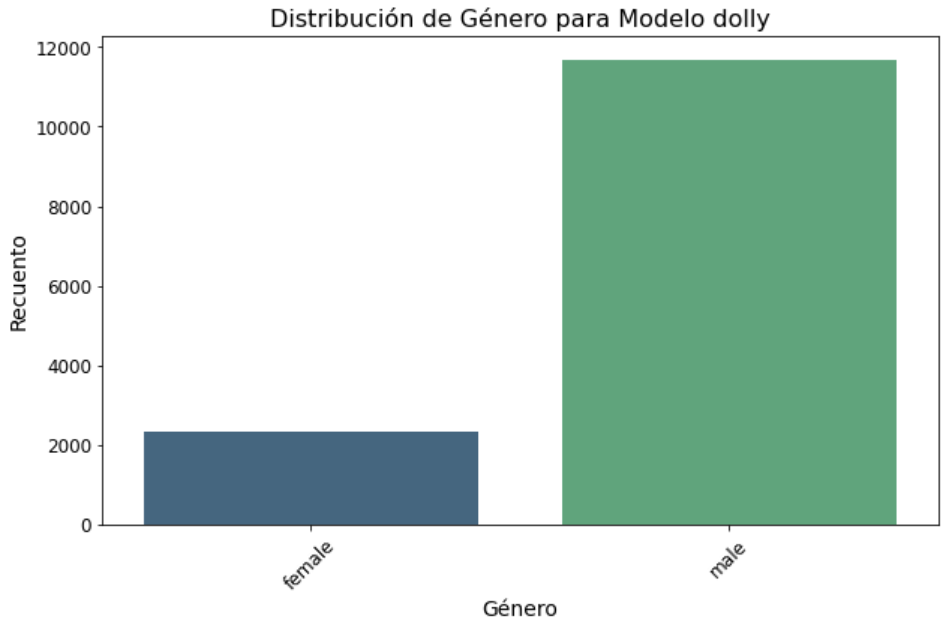 Distribución de Género para Modelo dolly
12000
10000
8000
6000
4000
2000
0
Recuento
female
male
Género